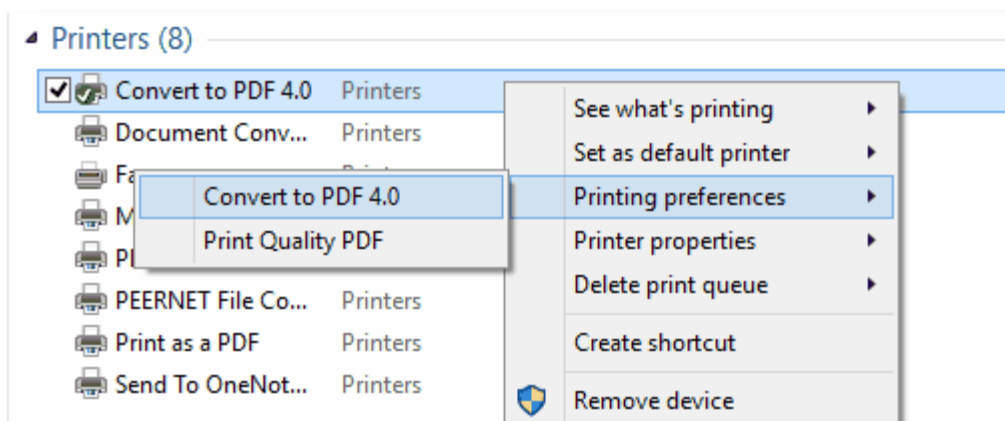 Printers (8)
Convert to PDF 4.0 Printers
Document Conv... Printers
PEERNET File Co... Printers
Print as a PDF Printers
Send To OneNot... Printers
See what's printing
Set as default printer
Printing preferences
Printer properties
Delete print queue
Create shortcut
Remove device
Convert to PDF 4.0
Print Quality PDF